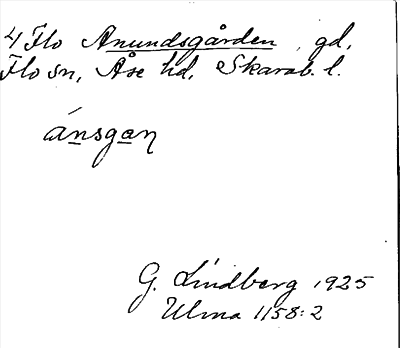 4 Flo Anundsgården, gd,
Flo sn, Åse hd, Skarab. l.
ánsgan
G. Lindberg 1925
Ulma 1158:2